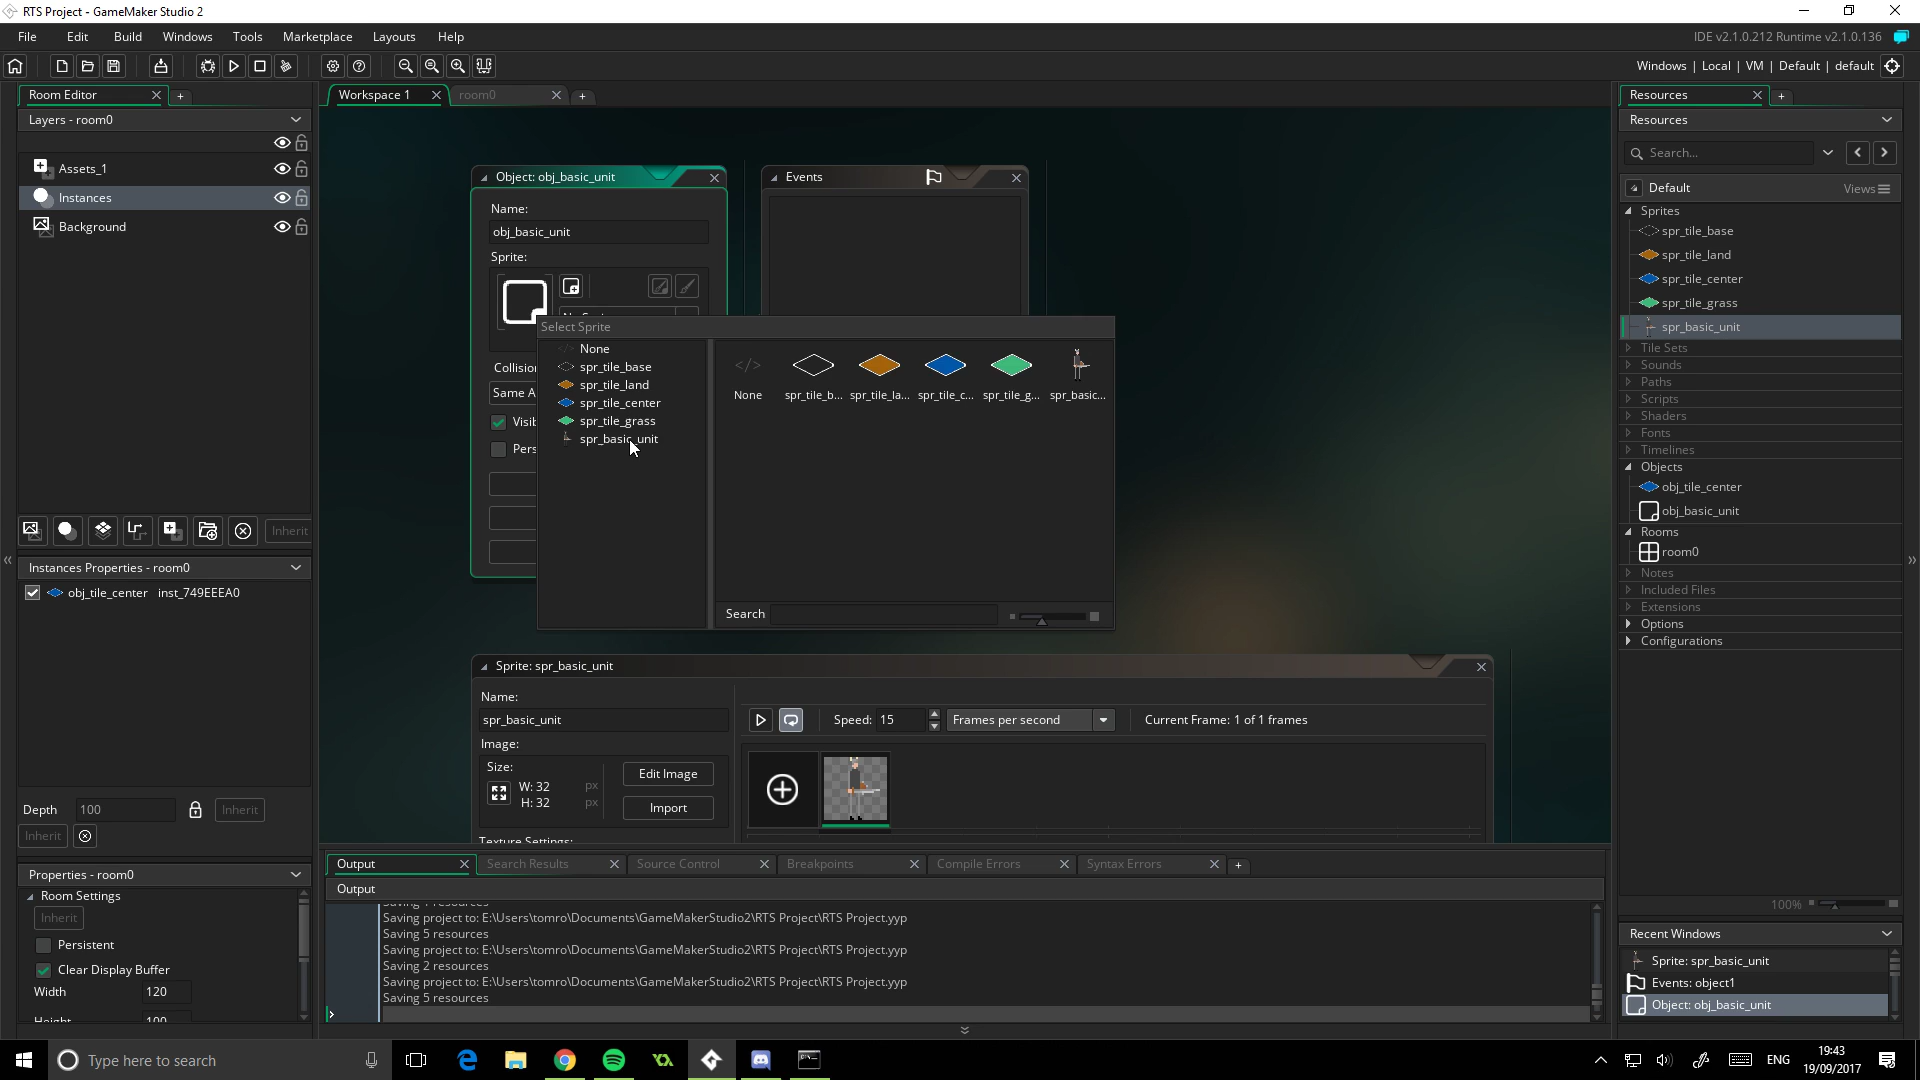 RTS Project - GameMaker Studio 2
File Edit Build Windows Tools Marketplace Layouts Help
IDE v2.1.0.212 Runtime v2.1.0.136
Windows | Local | VM | Default | default
Room Editor
Layers - room0
Assets_1
Instances
Background
Inherit
Instances Properties - room0
obj_tile_center inst_749EEEA0
Depth 100 Inherit
Inherit
Properties - room0
Room Settings
Inherit
Persistent
Clear Display Buffer
Width 120
Height 100
Workspace 1 room0
Object: obj_basic_unit
Name:
obj_basic_unit
Sprite:
Collision
Same A
Visib
Pers
Events
Select Sprite
None
spr_tile_base
spr_tile_land
spr_tile_center
spr_tile_grass
spr_basic_unit
None spr_tile_b... spr_tile_la... spr_tile_c... spr_tile_g... spr_basic...
Search
Sprite: spr_basic_unit
Name:
spr_basic_unit
Image:
Size:
W: 32 px
H: 32 px
Edit Image
Import
Texture Settings:
Speed: 15 Frames per second Current Frame: 1 of 1 frames
Output Search Results Source Control Breakpoints Compile Errors Syntax Errors
Output
Saving project to: E:\Users\tomro\Documents\GameMakerStudio2\RTS Project\RTS Project.yyp
Saving 5 resources
Saving project to: E:\Users\tomro\Documents\GameMakerStudio2\RTS Project\RTS Project.yyp
Saving 2 resources
Saving project to: E:\Users\tomro\Documents\GameMakerStudio2\RTS Project\RTS Project.yyp
Saving 5 resources
Resources
Resources
Search...
Default Views
Sprites
spr_tile_base
spr_tile_land
spr_tile_center
spr_tile_grass
spr_basic_unit
Tile Sets
Sounds
Paths
Scripts
Shaders
Fonts
Timelines
Objects
obj_tile_center
obj_basic_unit
Rooms
room0
Notes
Included Files
Extensions
Options
Configurations
100%
Recent Windows
Sprite: spr_basic_unit
Events: object1
Object: obj_basic_unit
Type here to search
ENG
19:43
19/09/2017